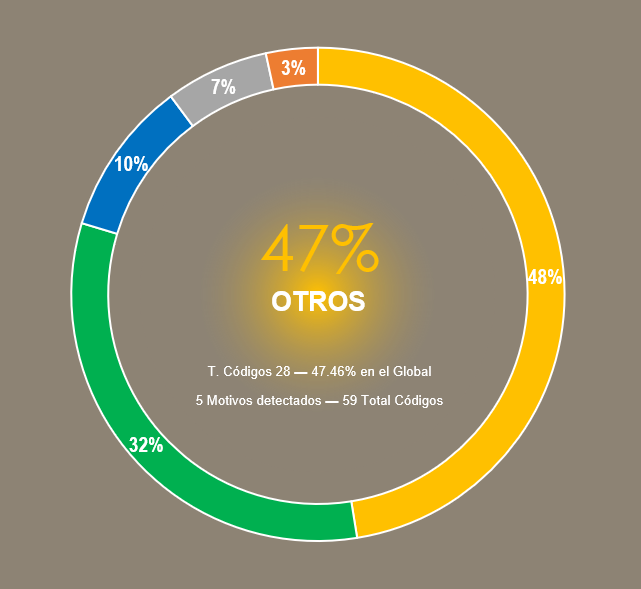 3%
7%
10%
47%
48%
OTROS
T. Códigos 28 — 47.46% en el Global
5 Motivos detectados — 59 Total Códigos
32%